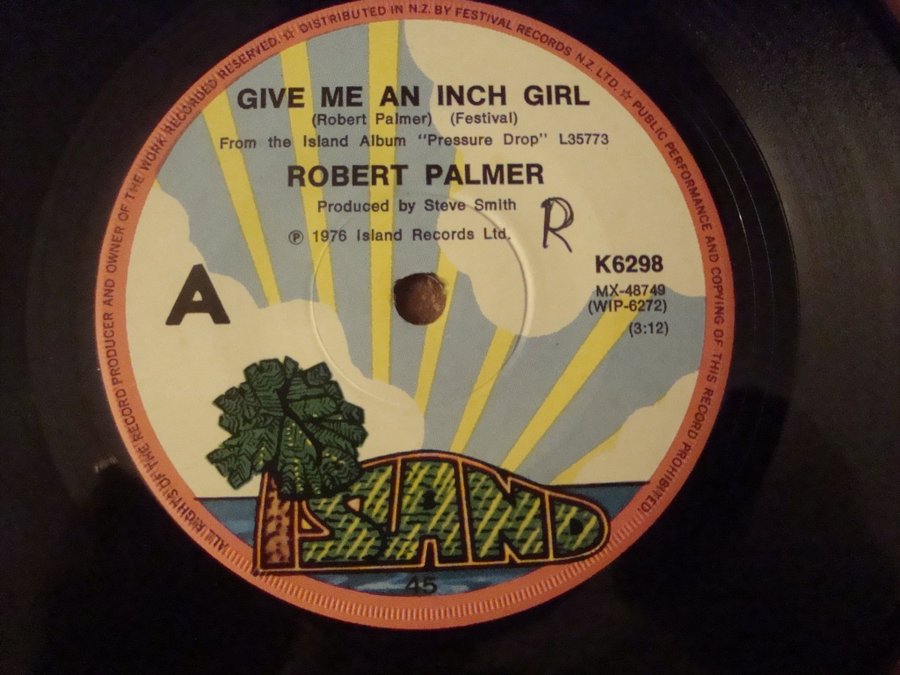 ALL RIGHTS OF THE RECORD PRODUCER AND OWNER OF THE WORK RECORDED RESERVED. ☆ DISTRIBUTED IN N.Z. BY FESTIVAL RECORDS N.Z. LTD. ☆ PUBLIC PERFORMANCE AND COPYING OF THIS RECORD PROHIBITED.
GIVE ME AN INCH GIRL
(Robert Palmer) (Festival)
From the Island Album "Pressure Drop" L35773
ROBERT PALMER
Produced by Steve Smith
R
℗ 1976 Island Records Ltd.
A
K6298
MX-48749
(WIP-6272)
(3:12)
ISLAND
45